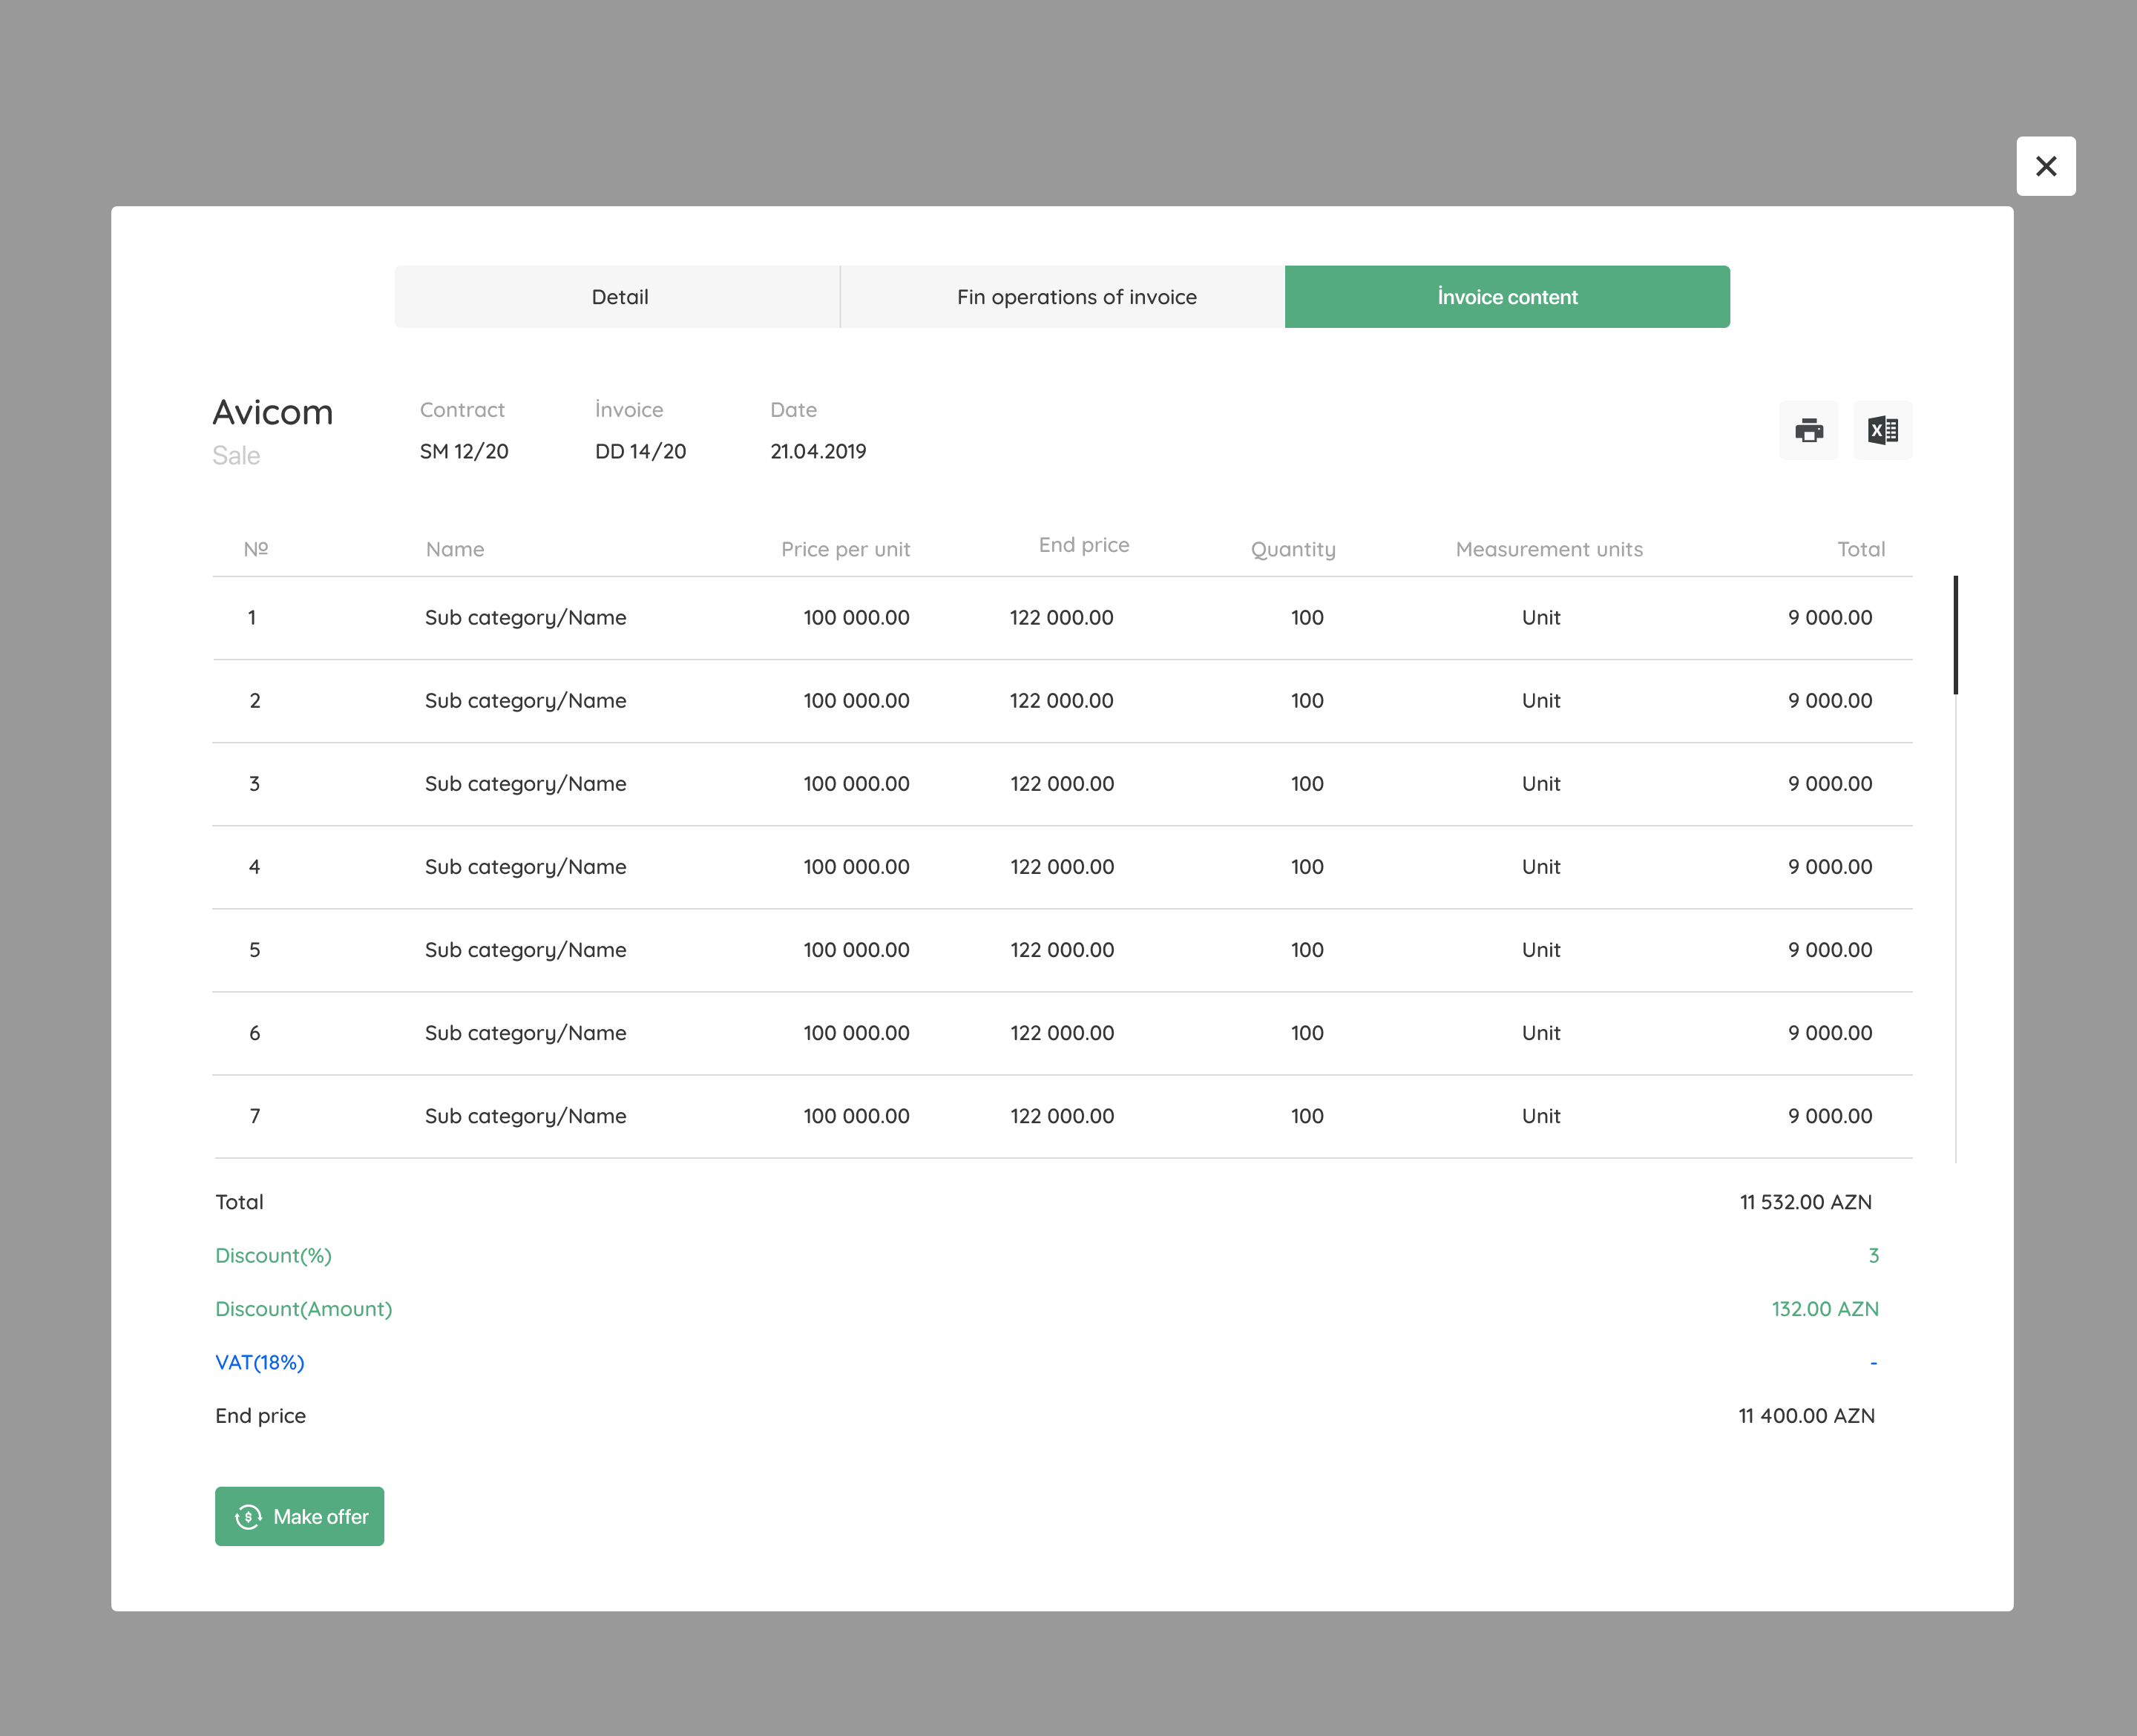 Detail Fin operations of invoice İnvoice content
Avicom Contract İnvoice Date
Sale SM 12/20 DD 14/20 21.04.2019
Nº Name Price per unit End price Quantity Measurement units Total
1 Sub category/Name 100 000.00 122 000.00 100 Unit 9 000.00
2 Sub category/Name 100 000.00 122 000.00 100 Unit 9 000.00
3 Sub category/Name 100 000.00 122 000.00 100 Unit 9 000.00
4 Sub category/Name 100 000.00 122 000.00 100 Unit 9 000.00
5 Sub category/Name 100 000.00 122 000.00 100 Unit 9 000.00
6 Sub category/Name 100 000.00 122 000.00 100 Unit 9 000.00
7 Sub category/Name 100 000.00 122 000.00 100 Unit 9 000.00
Total 11 532.00 AZN
Discount(%) 3
Discount(Amount) 132.00 AZN
VAT(18%) -
End price 11 400.00 AZN
Make offer